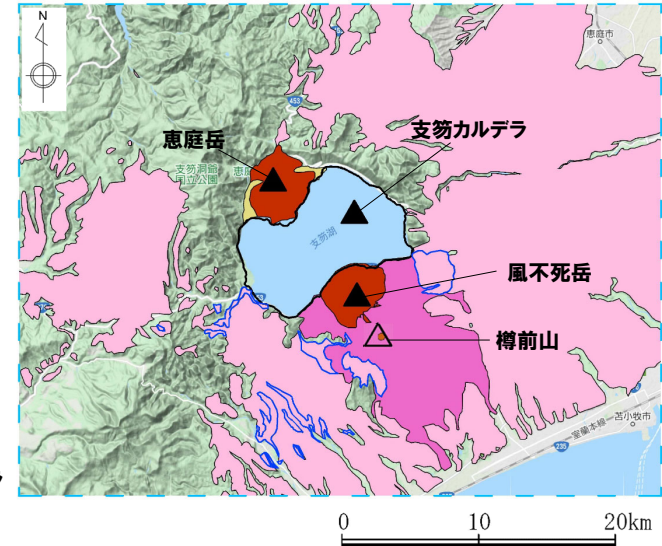 N
恵庭市
453
恵庭岳
支笏カルデラ
支笏洞爺
国立公園
支笏湖
風不死岳
樽前山
苫小牧市
室蘭本線
235
0 10 20km